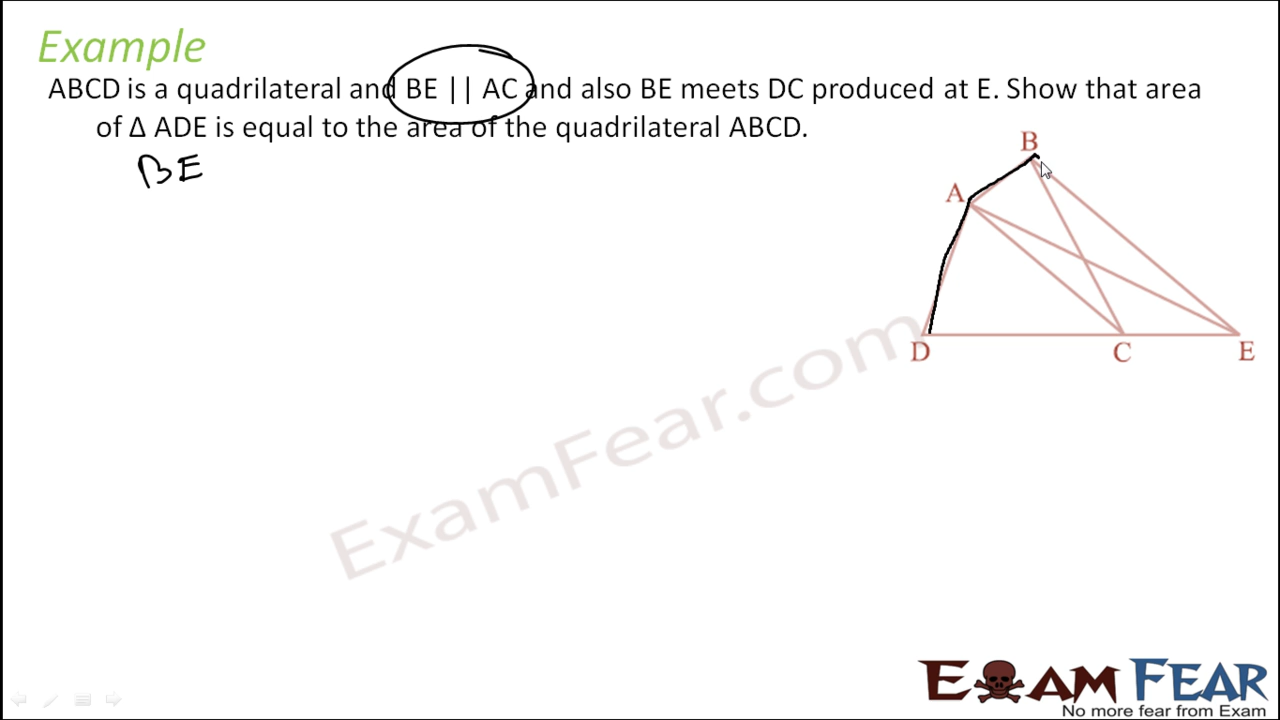 Example
ABCD is a quadrilateral and BE || AC and also BE meets DC produced at E. Show that area
of Δ ADE is equal to the area of the quadrilateral ABCD.
BE
B
A
D
C
E
ExamFear.com
EXAM FEAR
No more fear from Exam